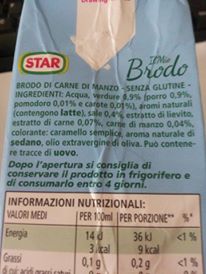 STAR
Il Mio
Brodo
BRODO DI CARNE DI MANZO - SENZA GLUTINE -
INGREDIENTI: Acqua, verdure 0,9% (porro 0,9%,
pomodoro 0,01% e carote 0,01%), aromi naturali
(contengono latte), sale 0,4%, estratto di lievito,
estratto di carne 0,07%, carne di manzo 0,04%,
colorante: caramello semplice, aroma naturale di
sedano, olio extravergine di oliva. Può contene-
re tracce di uovo.
Dopo l'apertura si consiglia di
conservare il prodotto in frigorifero e
di consumarlo entro 4 giorni.
INFORMAZIONI NUTRIZIONALI:
VALORI MEDI PER 100ml PER PORZIONE** %*
Energia 14 36 kJ <1 %
3 kcal 9 kcal
Grassi 0,1 g 0,2 g <1 %
di cui: acidi grassi